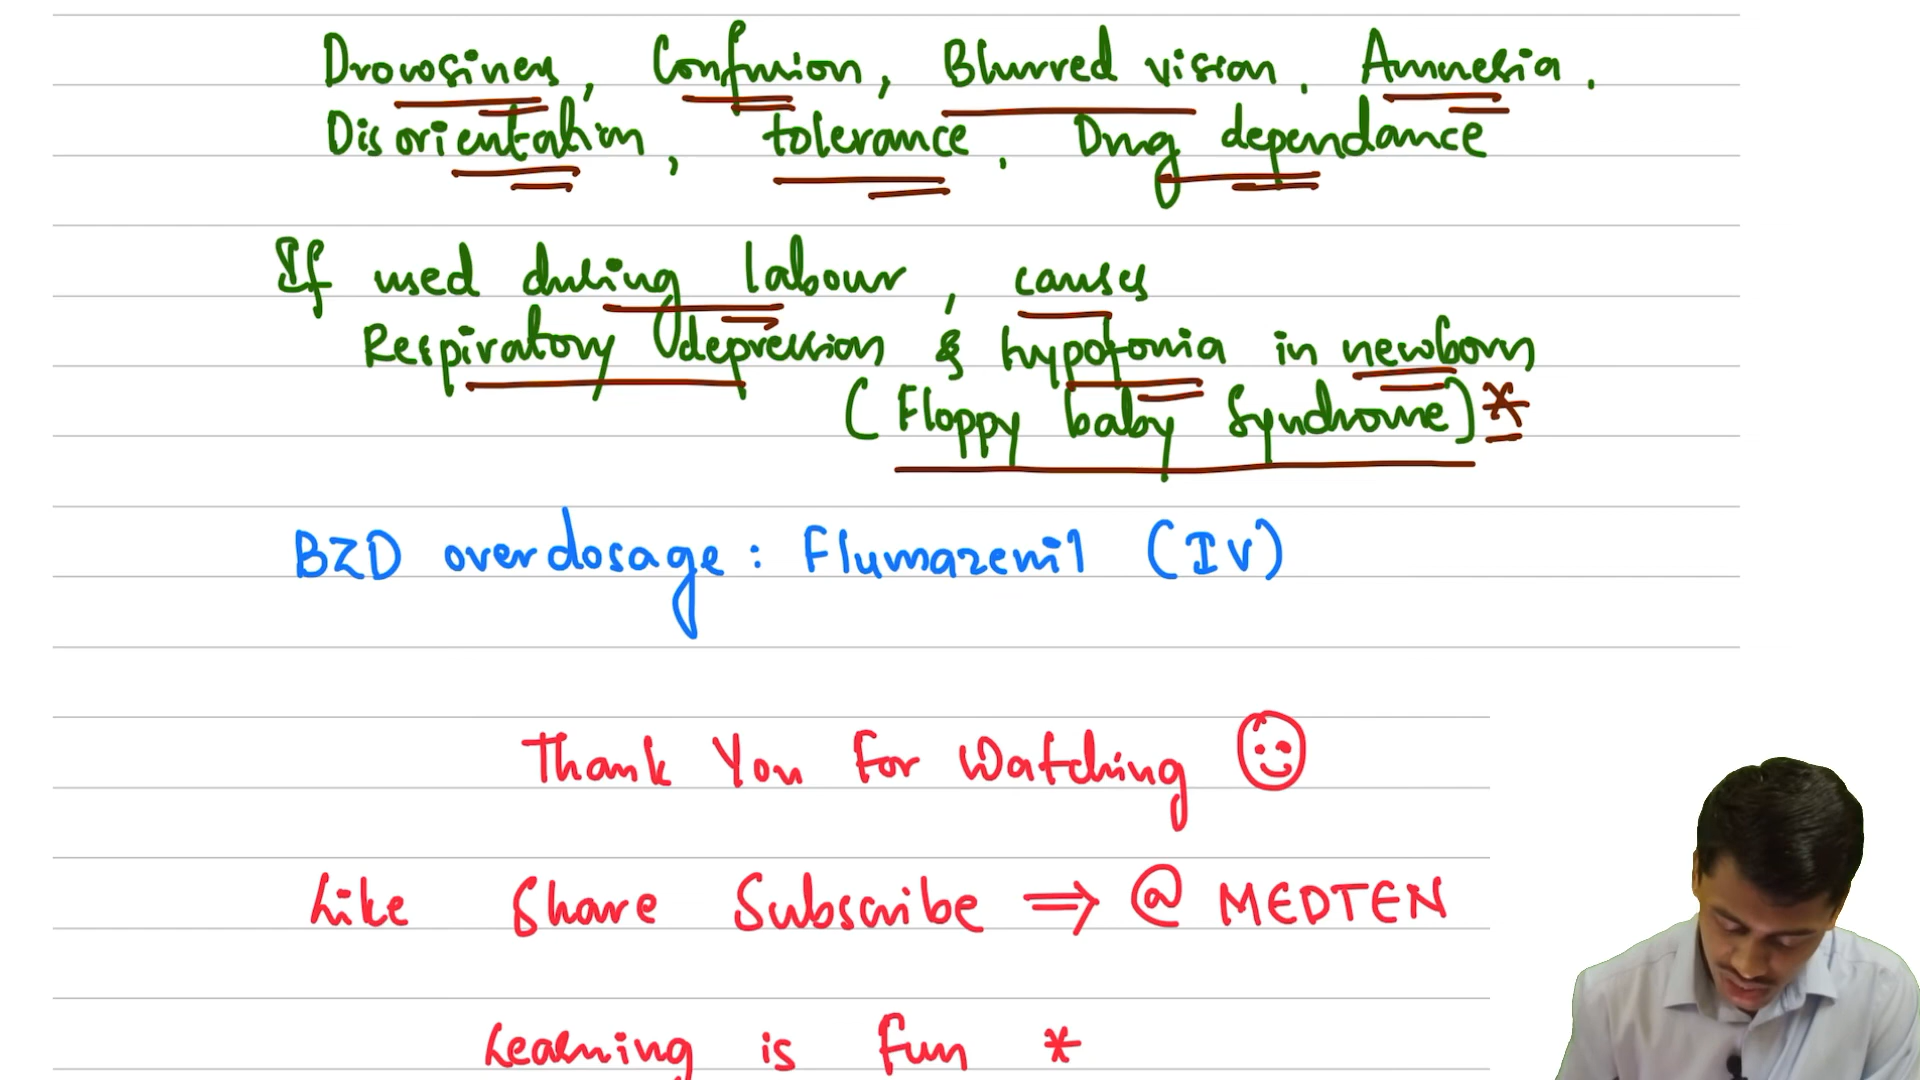 Drowsiness, Confusion, Blurred vision, Amnesia,
Disorientation, tolerance, Drug dependance
If used during labour, causes
Respiratory depression & hypotonia in newborn
(Floppy baby Syndrome) *
BZD overdosage: Flumazenil (IV)
Thank You For Watching
Like Share Subscribe ⇒ @ MEDTEN
Learning is Fun *